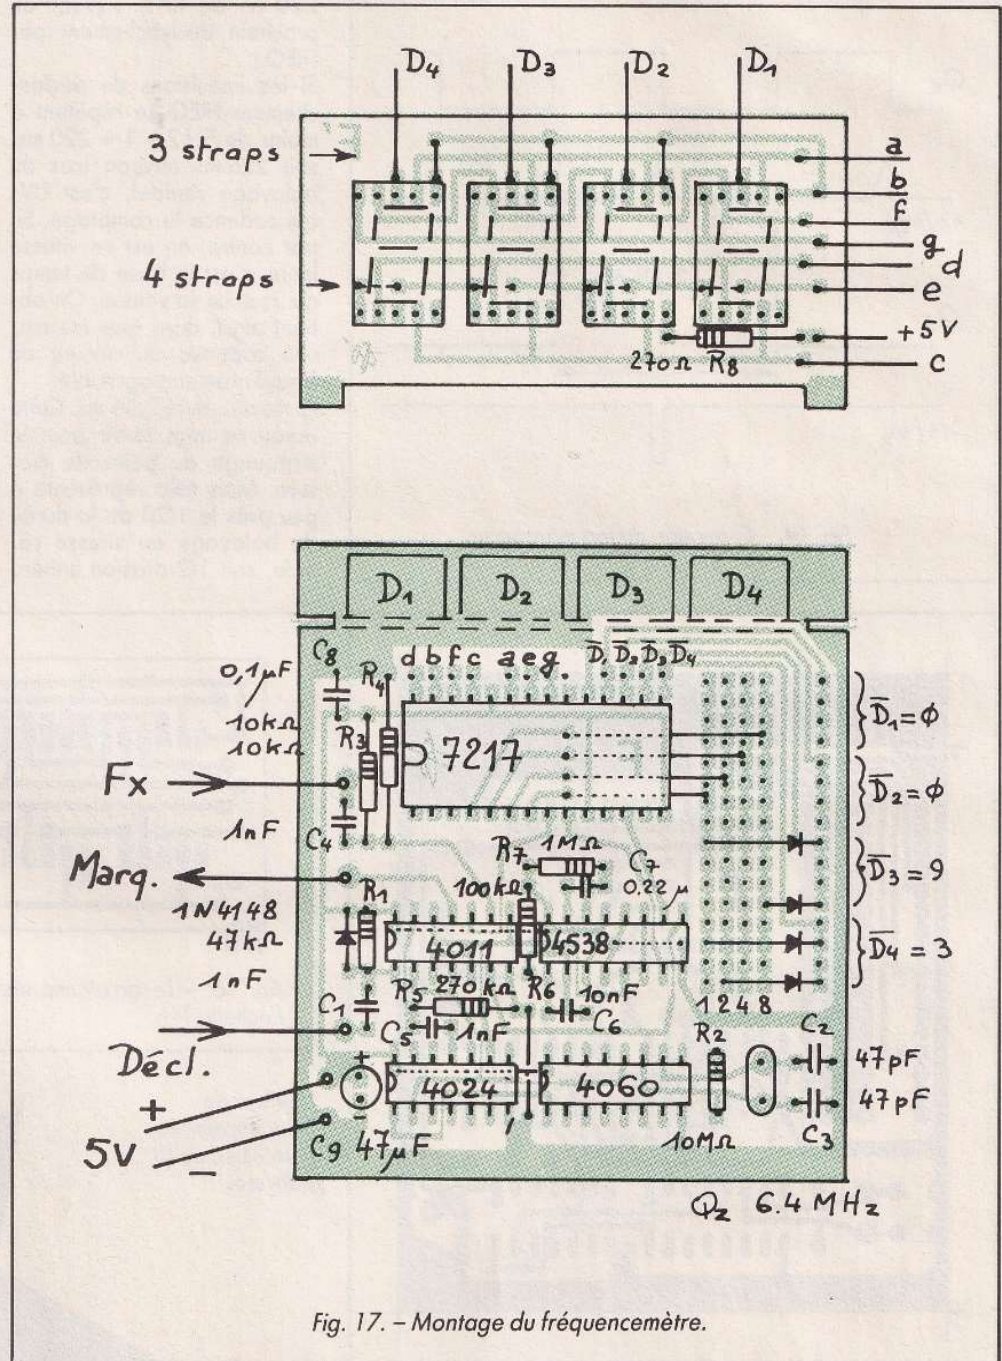 D4 D3 D2 D1
3 straps
a
b
f
g
d
4 straps
e
+5V
270Ω R8
c
D1 D2 D3 D4
C8
0,1µF
R4
d b f c a e g. D̅1 D̅2 D̅3 D̅4
10kΩ
10kΩ
R3
7217
D̅1 = ø
Fx
D̅2 = ø
1nF
C4
R7 1MΩ
C7
0.22 µ
D̅3 = 9
Marq.
R1
100kΩ
1N4148
47kΩ
4011
4538
D̅4 = 3
1nF
R5 270kΩ R6 10nF
1 2 4 8
C1
C5 1nF
C6
R2
C2
Décl.
47pF
+
4024
4060
47pF
+
5V
–
–
C9 47µF
10MΩ
C3
Qz 6.4 MHz
Fig. 17. – Montage du fréquencemètre.